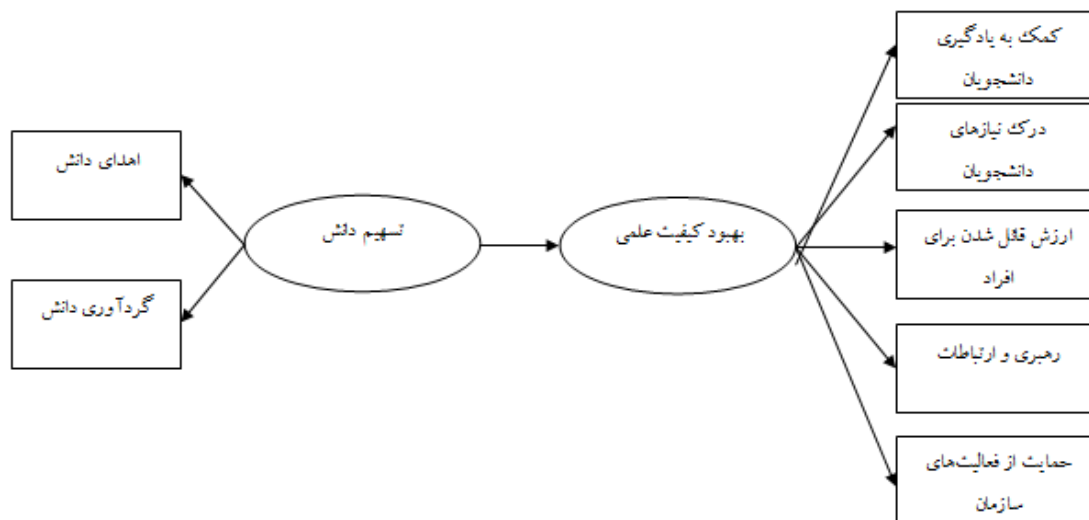 کمک به یادگیری
دانشجویان
درک نیازهای
دانشجویان
اهدای دانش
تسهیم دانش
بهبود کیفیت علمی
ارزش قائل شدن برای
افراد
گردآوری دانش
رهبری و ارتباطات
حمایت از فعالیت‌های
سازمان